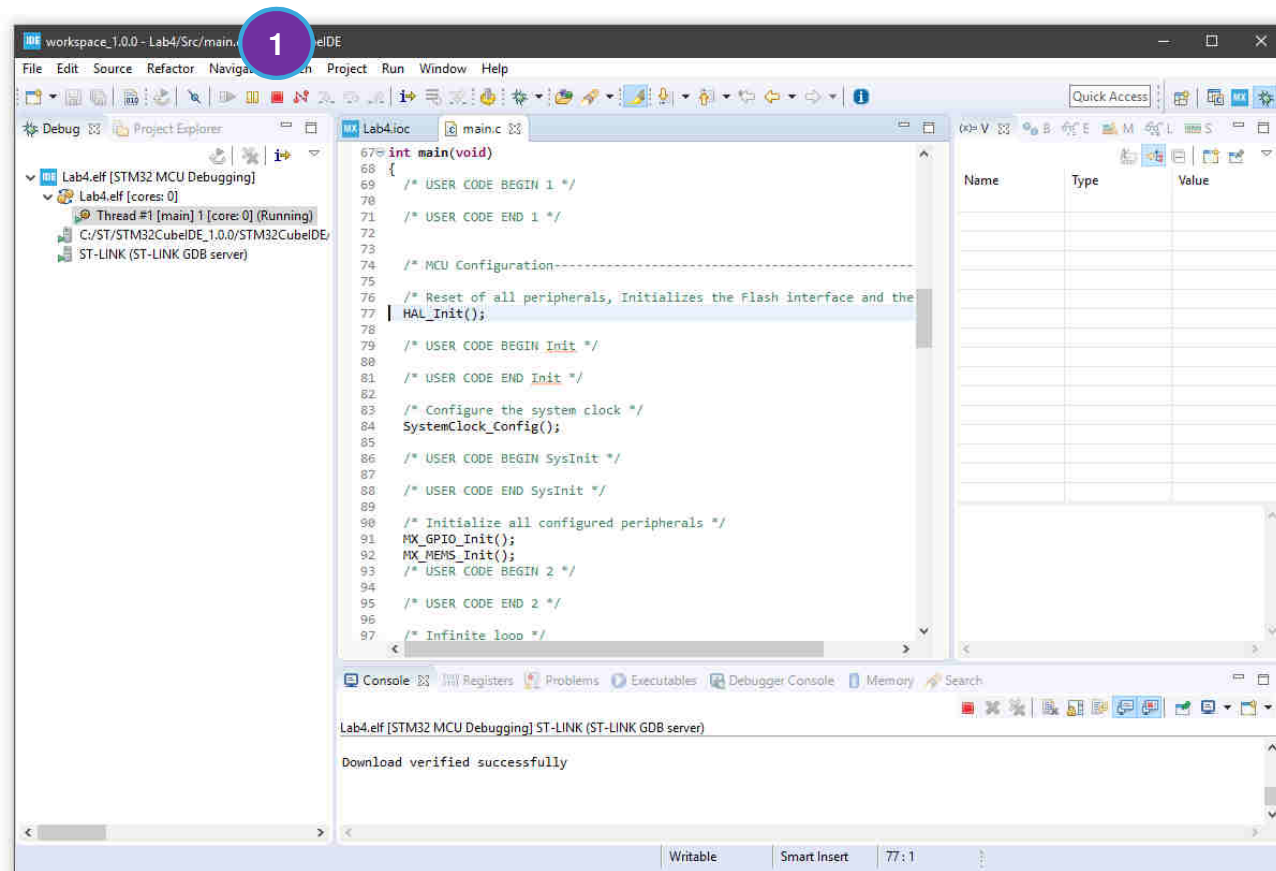 IDE workspace_1.0.0 - Lab4/Src/main. ubeIDE
1
File Edit Source Refactor Project Run Window Help
Quick Access
MX
Debug Project Explorer
MX Lab4.ioc main.c
(x)= V B E M L S
Lab4.elf [STM32 MCU Debugging]
Lab4.elf [cores: 0]
Thread #1 [main] 1 [core: 0] (Running)
C:/ST/STM32CubeIDE_1.0.0/STM32CubeIDE/
ST-LINK (ST-LINK GDB server)
67 int main(void)
68 {
69 /* USER CODE BEGIN 1 */
70
71 /* USER CODE END 1 */
72
73
74 /* MCU Configuration------------------------------------------------
75
76 /* Reset of all peripherals, Initializes the Flash interface and the
77 HAL_Init();
78
79 /* USER CODE BEGIN Init */
80
81 /* USER CODE END Init */
82
83 /* Configure the system clock */
84 SystemClock_Config();
85
86 /* USER CODE BEGIN SysInit */
87
88 /* USER CODE END SysInit */
89
90 /* Initialize all configured peripherals */
91 MX_GPIO_Init();
92 MX_MEMS_Init();
93 /* USER CODE BEGIN 2 */
94
95 /* USER CODE END 2 */
96
97 /* Infinite loop */
Name Type Value
Console Registers Problems Executables Debugger Console Memory Search
Lab4.elf [STM32 MCU Debugging] ST-LINK (ST-LINK GDB server)
Download verified successfully
Writable Smart Insert 77 : 1